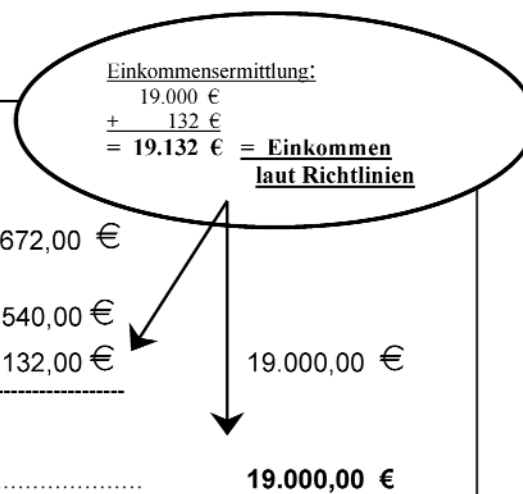 Einkommensermittlung:
19.000 €
+ 132 €
= 19.132 € = Einkommen
laut Richtlinien
672,00 €
540,00 €
132,00 € 19.000,00 €
--------------------
..................... 19.000,00 €